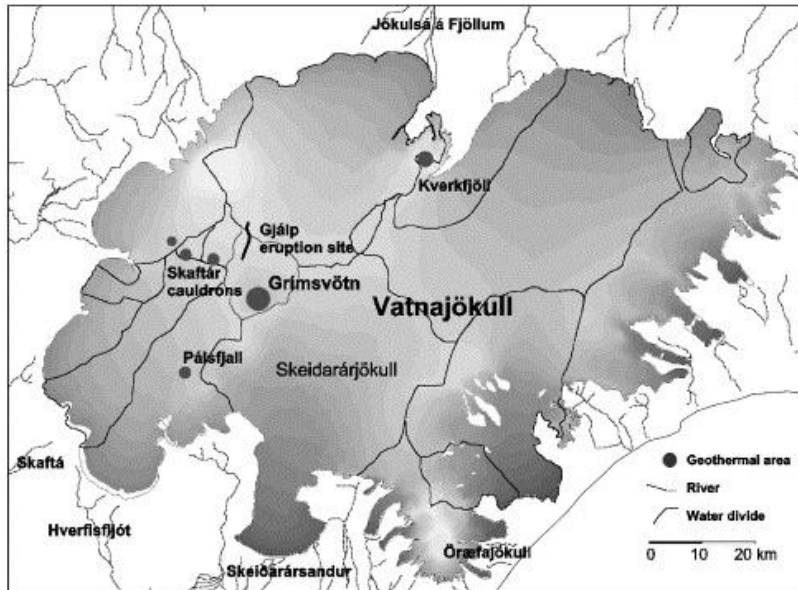 Jökulsá á Fjöllum
Kverkfjöll
Gjálp
eruption site
Skaftár
cauldrons
Grímsvötn
Vatnajökull
Pálsfjall
Skeidarárjökull
Skaftá
Hverfisfljót
Skeiðarársandur
Öræfajökull
Geothermal area
River
Water divide
0 10 20 km